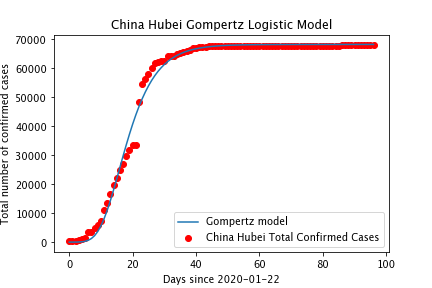 China Hubei Gompertz Logistic Model
Total number of confirmed cases
70000
60000
50000
40000
30000
20000
10000
0
Gompertz model
China Hubei Total Confirmed Cases
0 20 40 60 80 100
Days since 2020-01-22